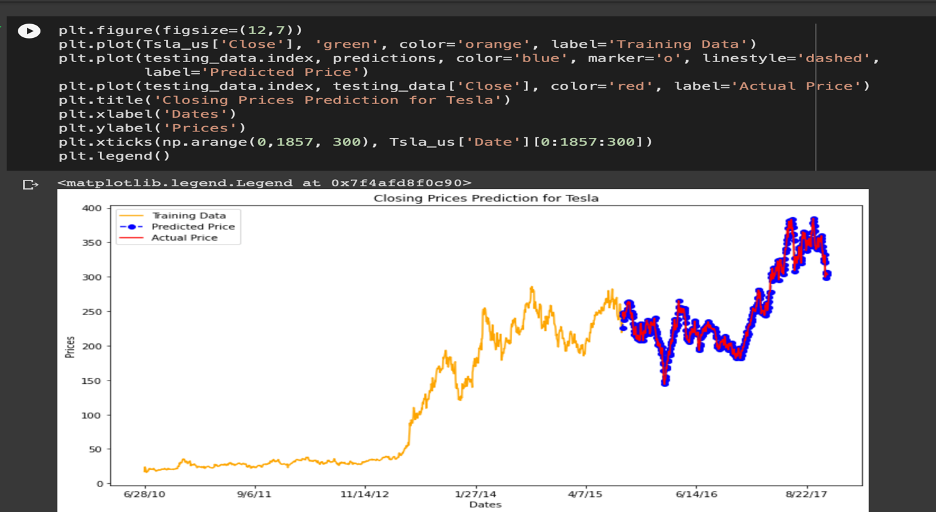 plt.figure(figsize=(12,7))
plt.plot(Tsla_us['Close'], 'green', color='orange', label='Training Data')
plt.plot(testing_data.index, predictions, color='blue', marker='o', linestyle='dashed',
label='Predicted Price')
plt.plot(testing_data.index, testing_data['Close'], color='red', label='Actual Price')
plt.title('Closing Prices Prediction for Tesla')
plt.xlabel('Dates')
plt.ylabel('Prices')
plt.xticks(np.arange(0,1857, 300), Tsla_us['Date'][0:1857:300])
plt.legend()
<matplotlib.legend.Legend at 0x7f4afd8f0c90>
Closing Prices Prediction for Tesla
Training Data
Predicted Price
Actual Price
400
350
300
250
200
150
100
50
0
Prices
6/28/10 9/6/11 11/14/12 1/27/14 4/7/15 6/14/16 8/22/17
Dates